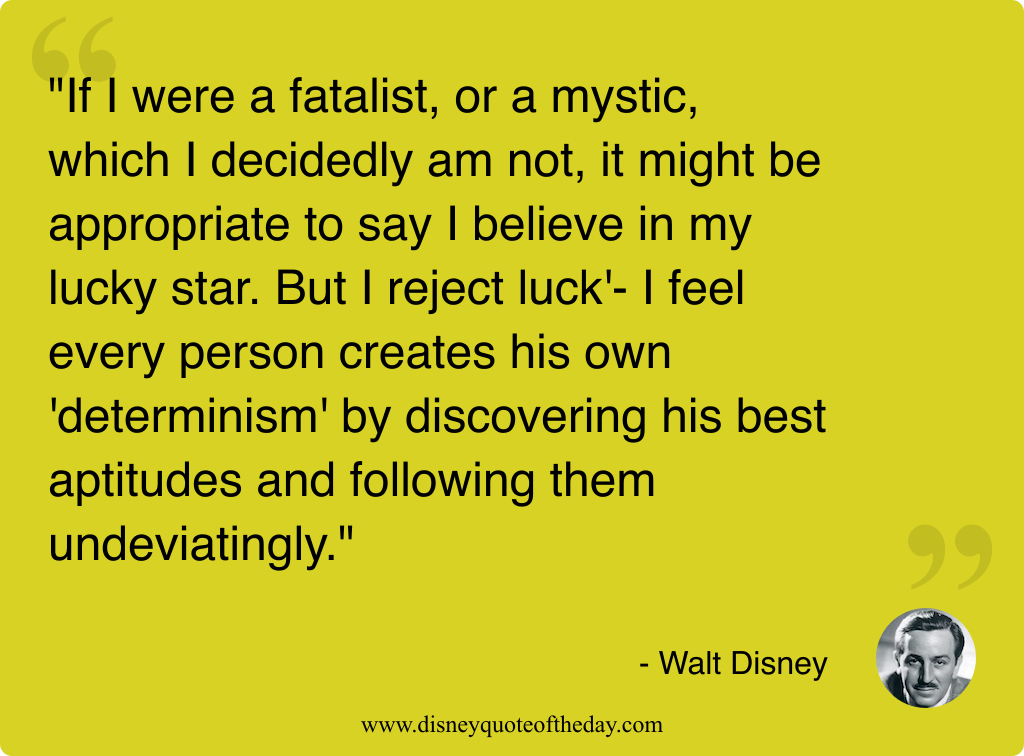 "If I were a fatalist, or a mystic,
which I decidedly am not, it might be
appropriate to say I believe in my
lucky star. But I reject luck'- I feel
every person creates his own
'determinism' by discovering his best
aptitudes and following them
undeviatingly."
- Walt Disney
www.disneyquoteoftheday.com